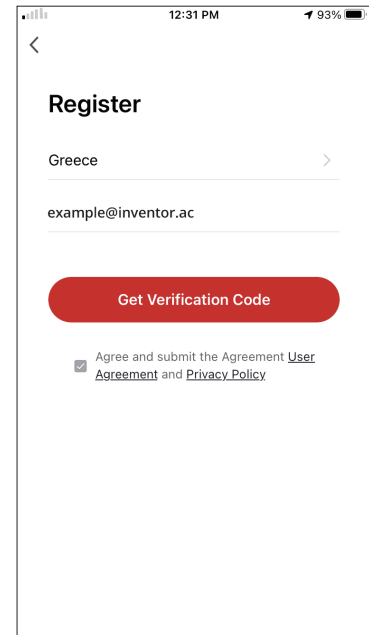 12:31 PM
93%
Register
Greece
example@inventor.ac
Get Verification Code
Agree and submit the Agreement User
Agreement and Privacy Policy